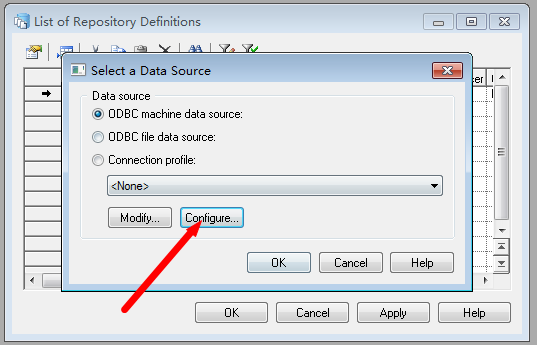 List of Repository Definitions
Select a Data Source
Data source
ODBC machine data source:
ODBC file data source:
Connection profile:
<None>
Modify...
Configure...
OK
Cancel
Help
OK
Cancel
Apply
Help